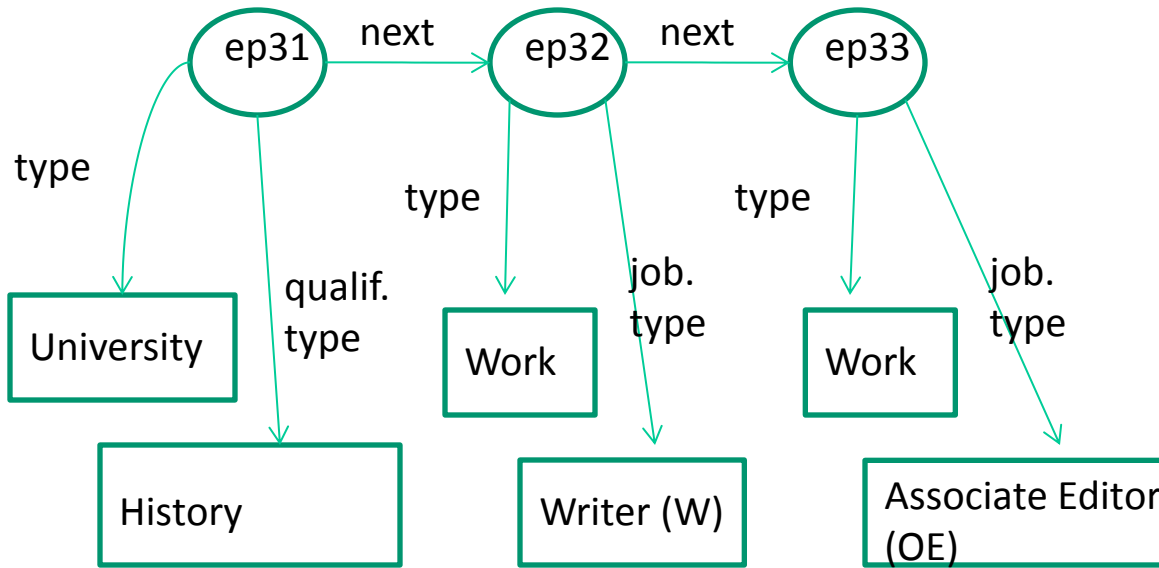 ep31
next
ep32
next
ep33
type
type
type
qualif.
type
job.
type
job.
type
University
Work
Work
History
Writer (W)
Associate Editor
(OE)